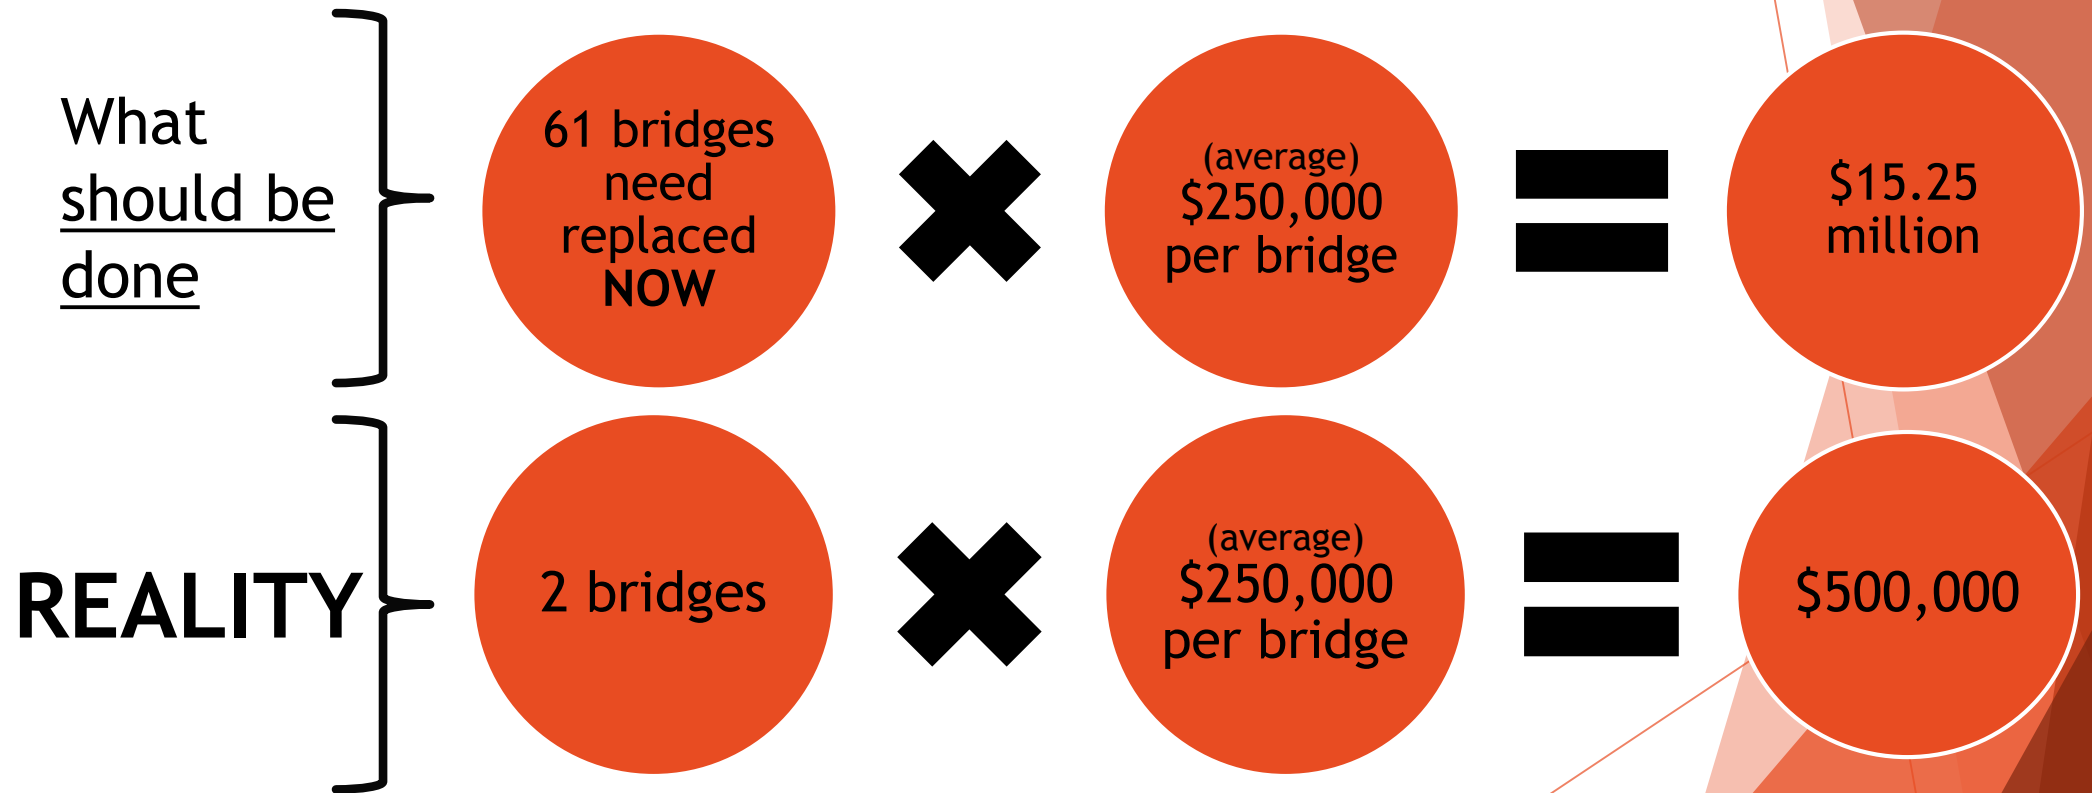 What
should be
done
61 bridges
need
replaced
NOW
(average)
$250,000
per bridge
$15.25
million
REALITY
2 bridges
(average)
$250,000
per bridge
$500,000